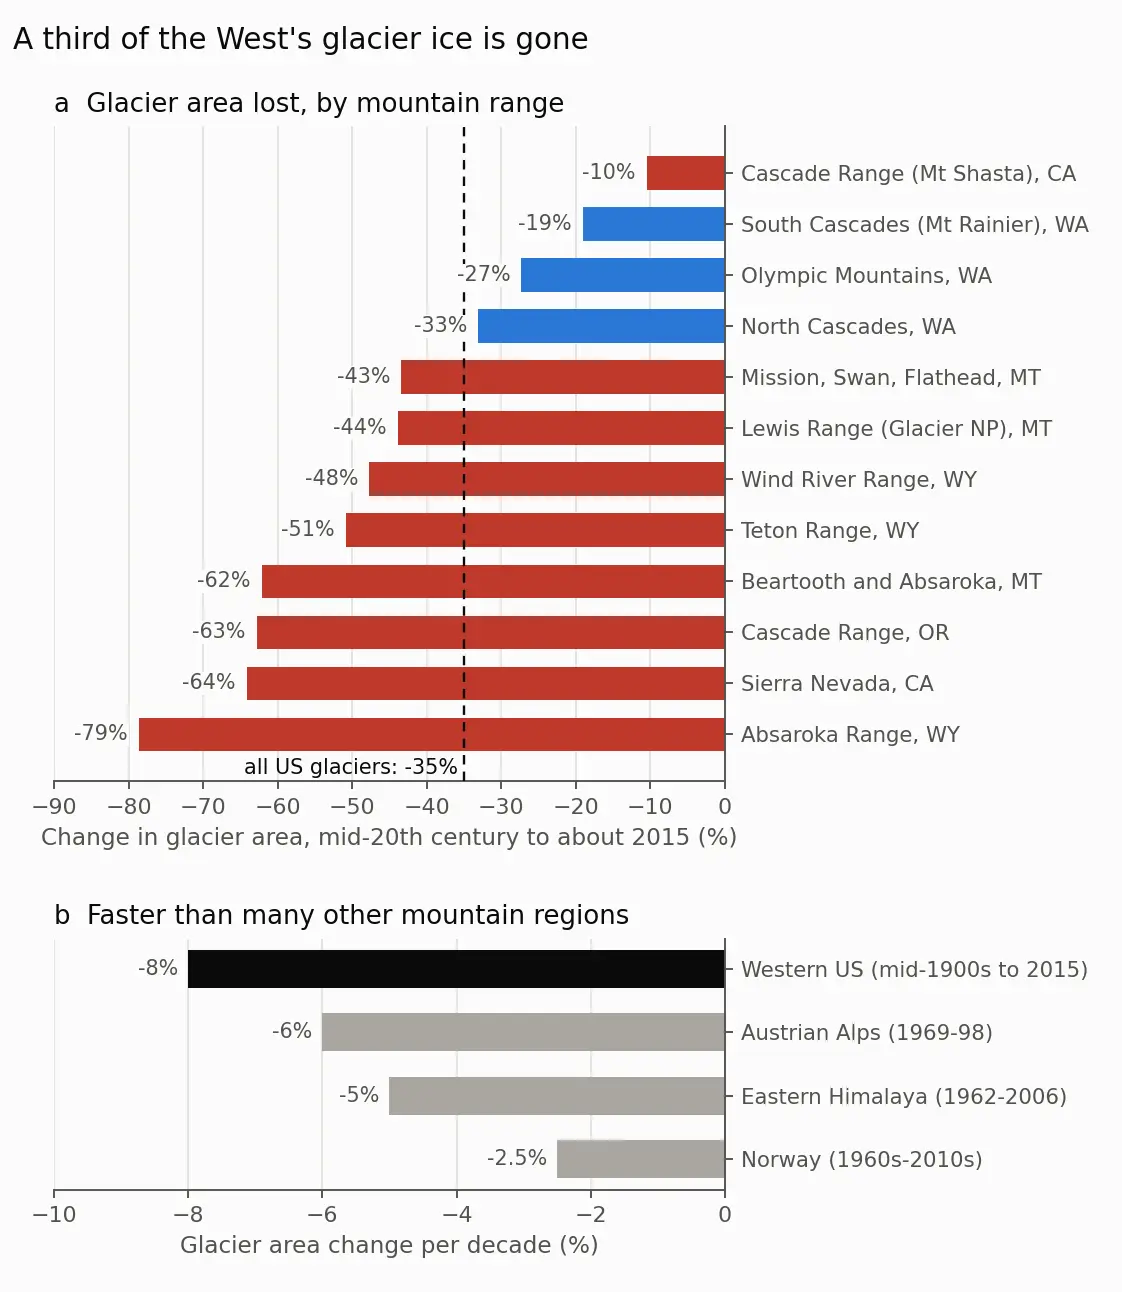 A third of the West's glacier ice is gone
a Glacier area lost, by mountain range
-10% Cascade Range (Mt Shasta), CA
-19% South Cascades (Mt Rainier), WA
-27% Olympic Mountains, WA
-33% North Cascades, WA
-43% Mission, Swan, Flathead, MT
-44% Lewis Range (Glacier NP), MT
-48% Wind River Range, WY
-51% Teton Range, WY
-62% Beartooth and Absaroka, MT
-63% Cascade Range, OR
-64% Sierra Nevada, CA
-79% Absaroka Range, WY
all US glaciers: -35%
−90 −80 −70 −60 −50 −40 −30 −20 −10 0
Change in glacier area, mid-20th century to about 2015 (%)
b Faster than many other mountain regions
-8% Western US (mid-1900s to 2015)
-6% Austrian Alps (1969-98)
-5% Eastern Himalaya (1962-2006)
-2.5% Norway (1960s-2010s)
−10 −8 −6 −4 −2 0
Glacier area change per decade (%)